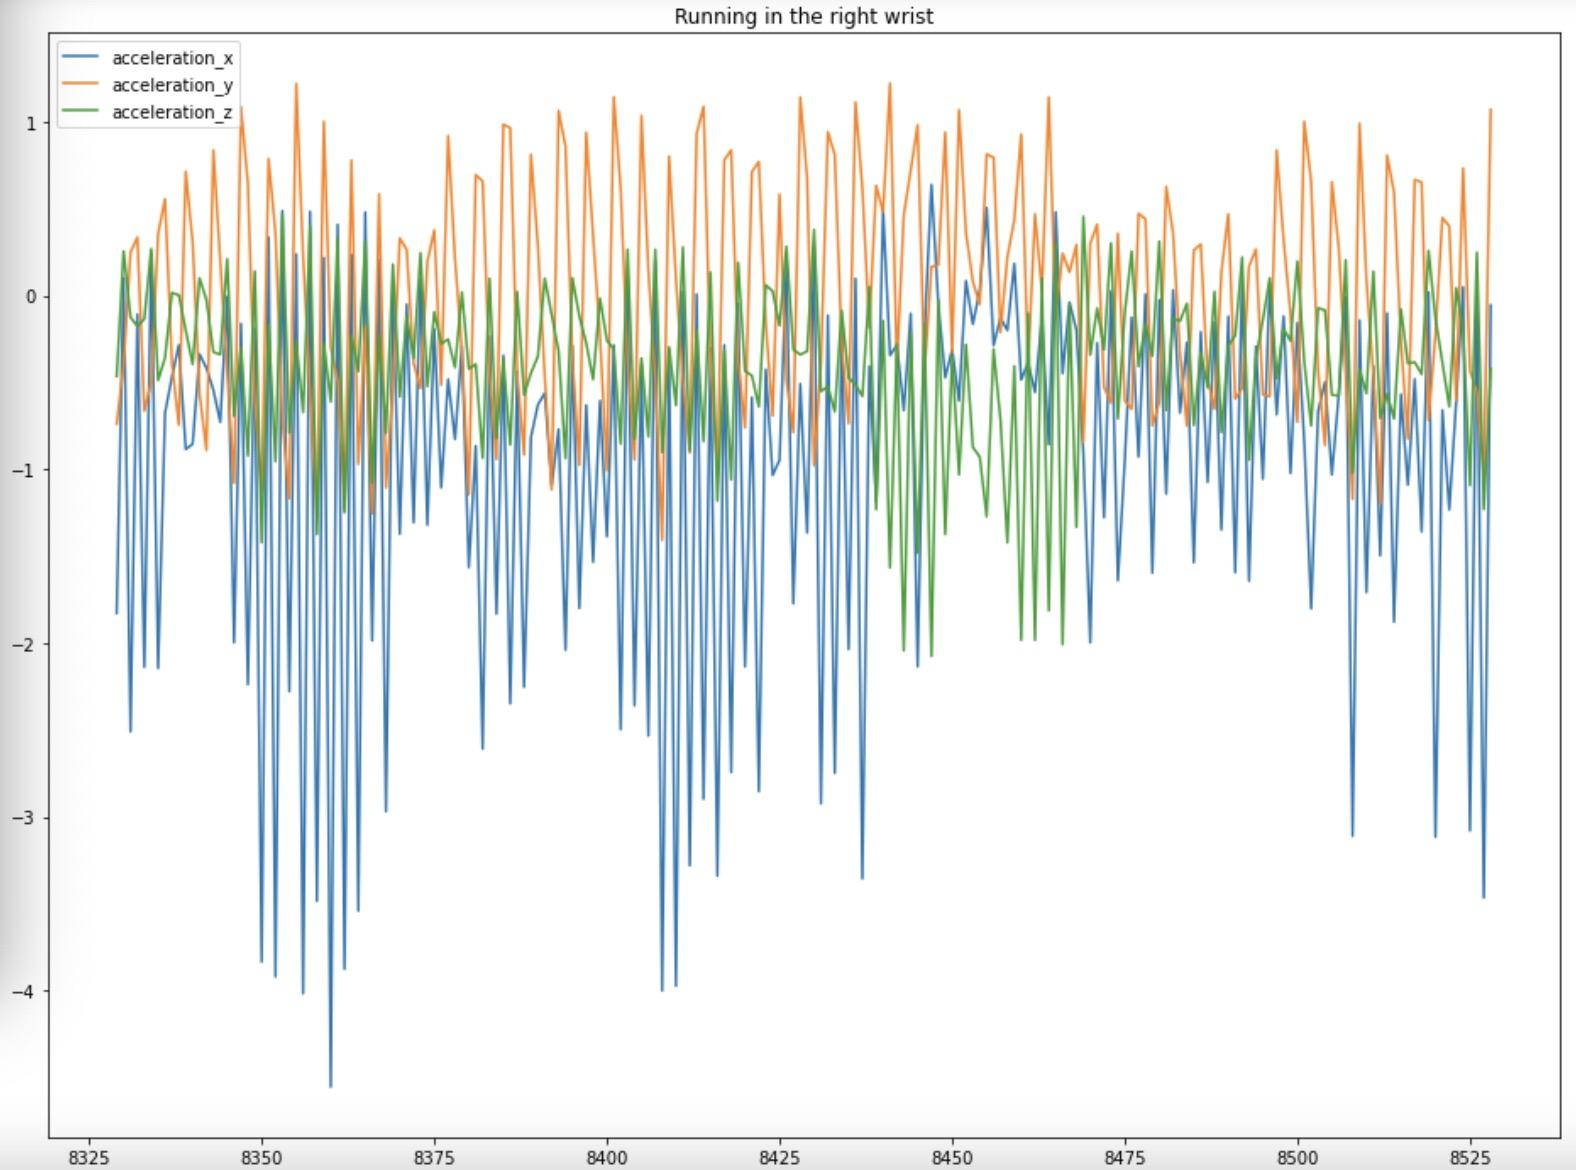 Running in the right wrist
acceleration_x
acceleration_y
acceleration_z
1
0
−1
−2
−3
−4
8325 8350 8375 8400 8425 8450 8475 8500 8525